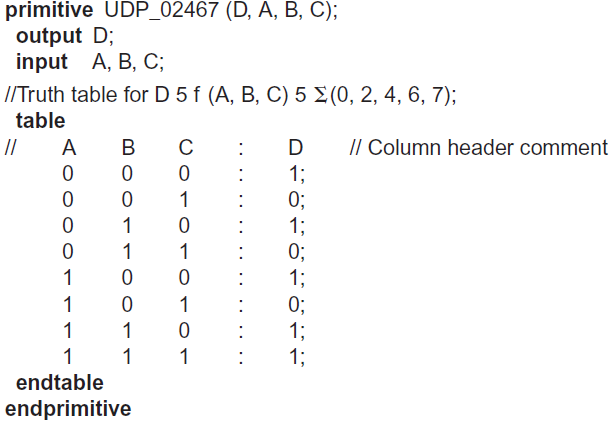 primitive UDP_02467 (D, A, B, C);
output D;
input A, B, C;
//Truth table for D 5 f (A, B, C) 5 Σ(0, 2, 4, 6, 7);
table
// A B C : D // Column header comment
0 0 0 : 1;
0 0 1 : 0;
0 1 0 : 1;
0 1 1 : 0;
1 0 0 : 1;
1 0 1 : 0;
1 1 0 : 1;
1 1 1 : 1;
endtable
endprimitive